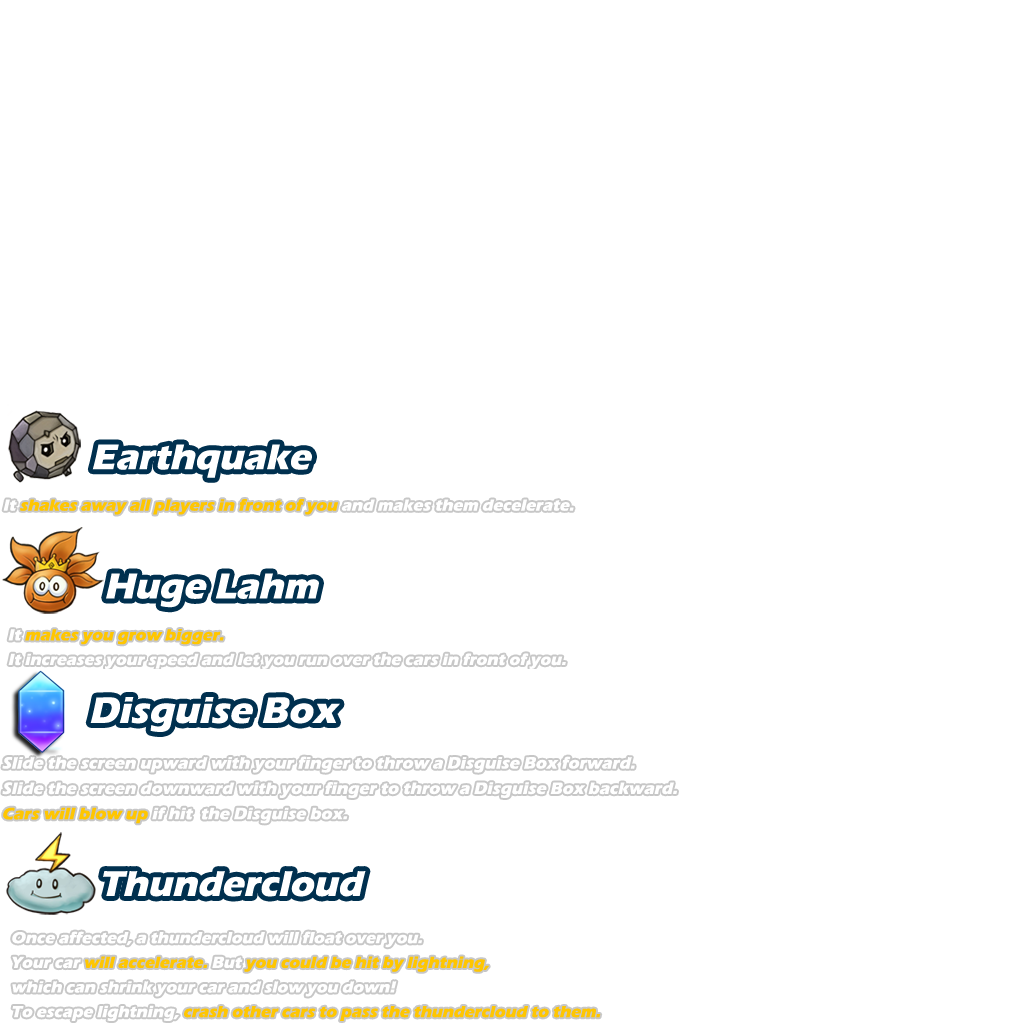 Earthquake
It shakes away all players in front of you and makes them decelerate.
Huge Lahm
It makes you grow bigger.
It increases your speed and let you run over the cars in front of you.
Disguise Box
Slide the screen upward with your finger to throw a Disguise Box forward.
Slide the screen downward with your finger to throw a Disguise Box backward.
Cars will blow up if hit the Disguise box.
Thundercloud
Once affected, a thundercloud will float over you.
Your car will accelerate. But you could be hit by lightning,
which can shrink your car and slow you down!
To escape lightning, crash other cars to pass the thundercloud to them.